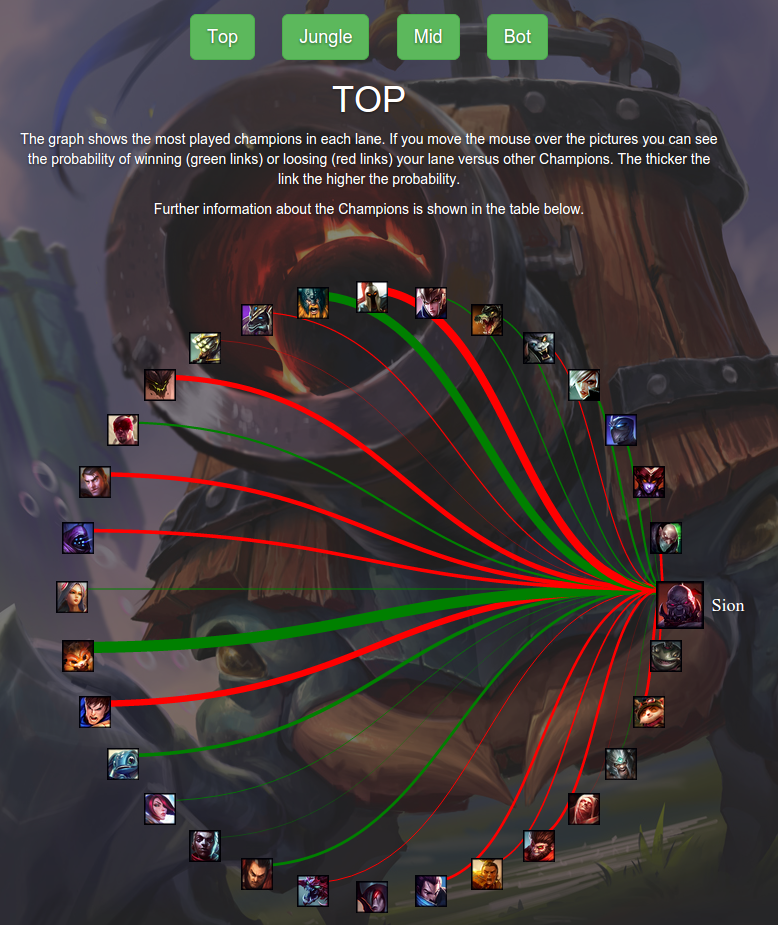 Top Jungle Mid Bot
TOP
The graph shows the most played champions in each lane. If you move the mouse over the pictures you can see
the probability of winning (green links) or loosing (red links) your lane versus other Champions. The thicker the
link the higher the probability.
Further information about the Champions is shown in the table below.
Sion